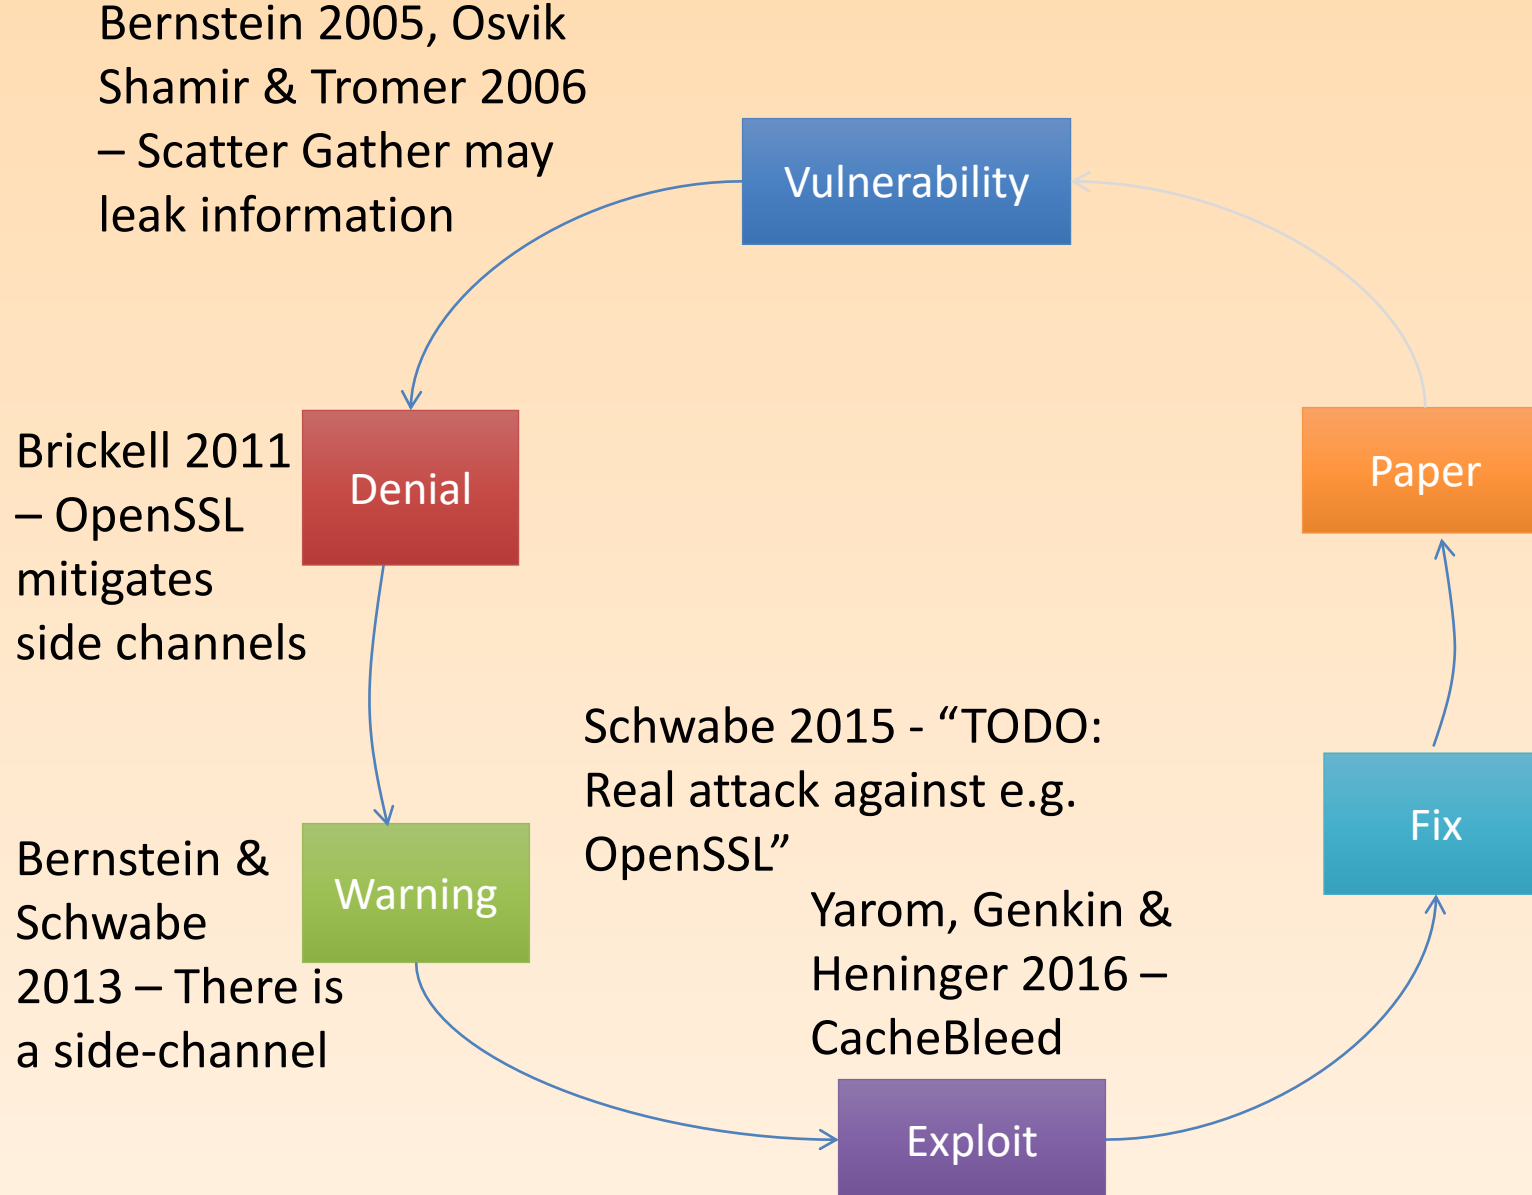 Bernstein 2005, Osvik
Shamir & Tromer 2006
– Scatter Gather may
leak information
Vulnerability
Brickell 2011
– OpenSSL
mitigates
side channels
Denial
Paper
Schwabe 2015 - “TODO:
Real attack against e.g.
OpenSSL”
Fix
Bernstein &
Schwabe
2013 – There is
a side-channel
Warning
Yarom, Genkin &
Heninger 2016 –
CacheBleed
Exploit